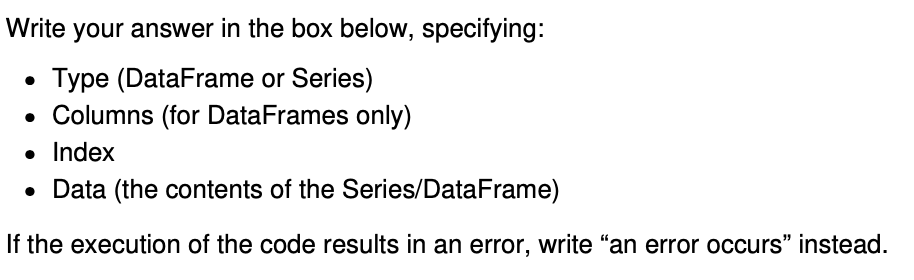 Write your answer in the box below, specifying:
• Type (DataFrame or Series)
• Columns (for DataFrames only)
• Index
• Data (the contents of the Series/DataFrame)
If the execution of the code results in an error, write “an error occurs” instead.